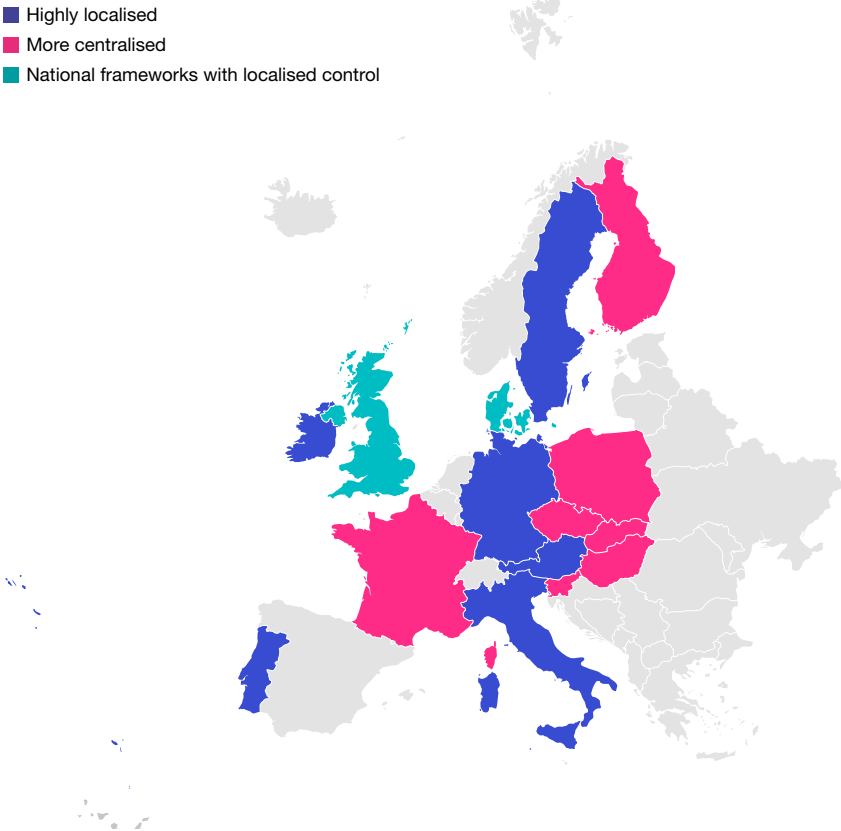 Highly localised
More centralised
National frameworks with localised control